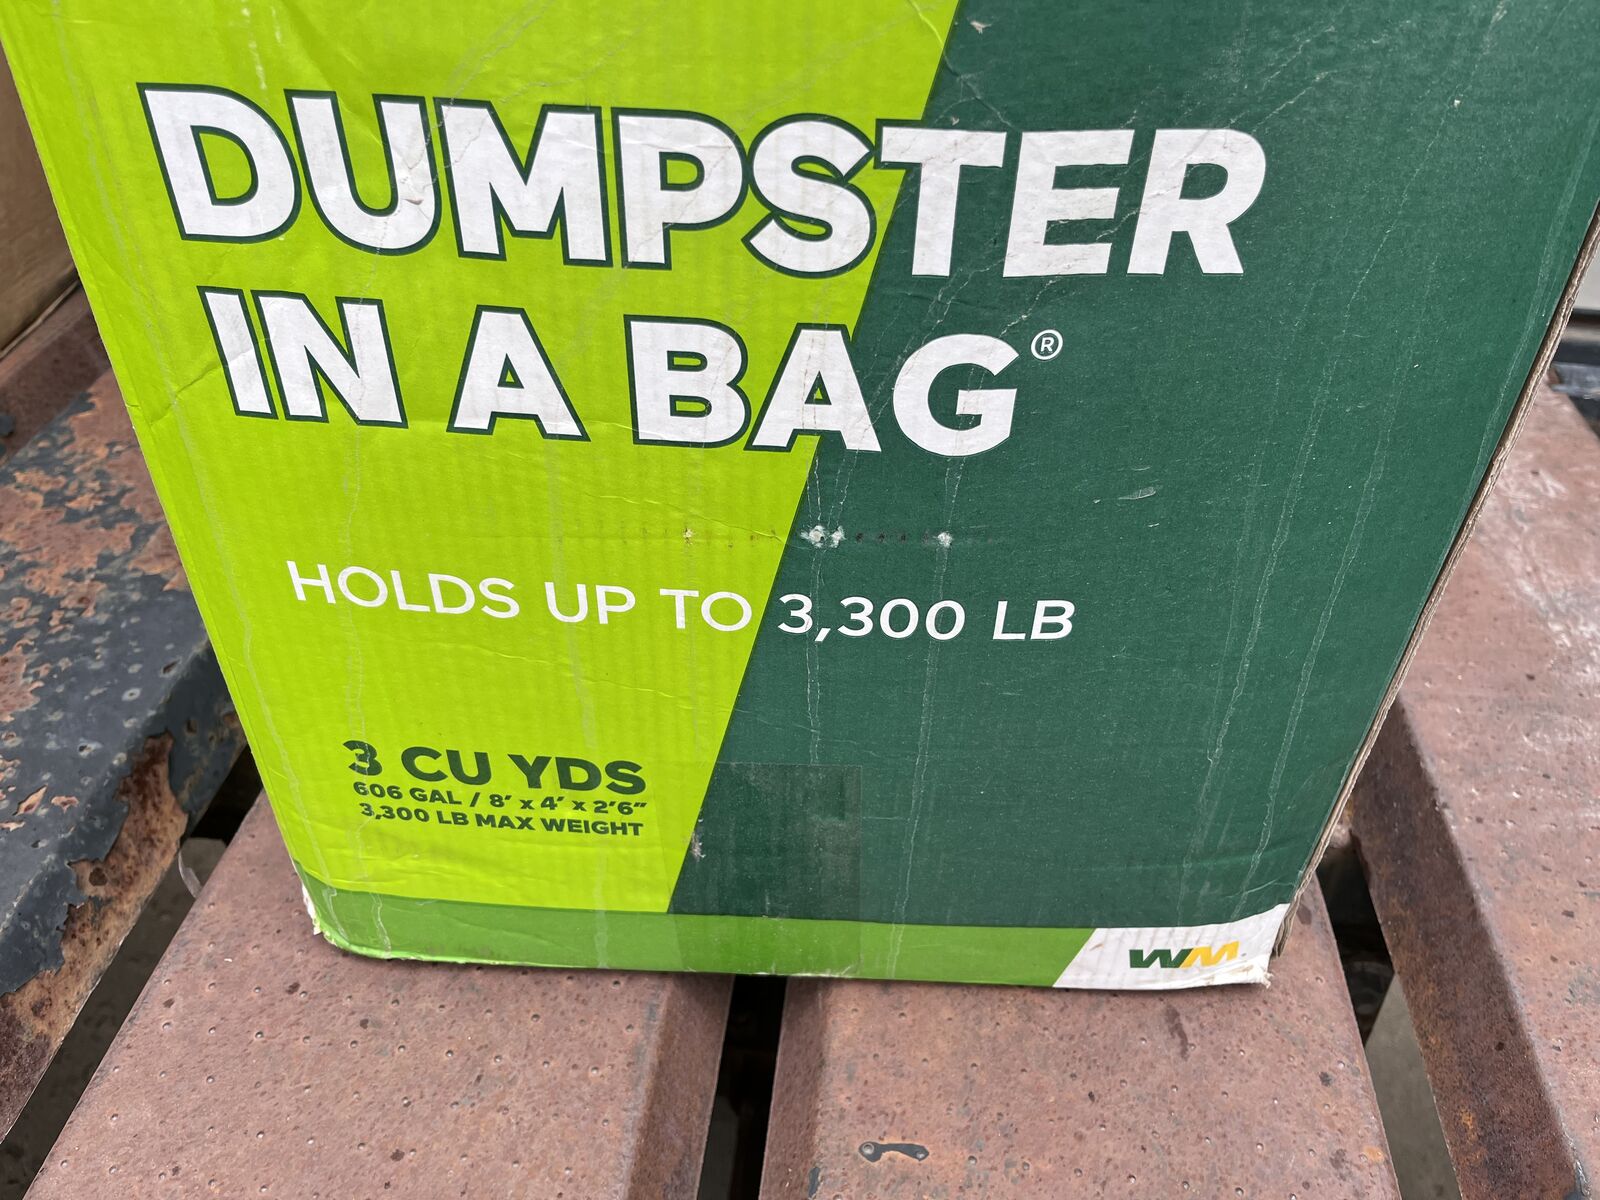 DUMPSTER
IN A BAG®
HOLDS UP TO 3,300 LB
3 CU YDS
606 GAL / 8' x 4' x 2'6"
3,300 LB MAX WEIGHT
WM